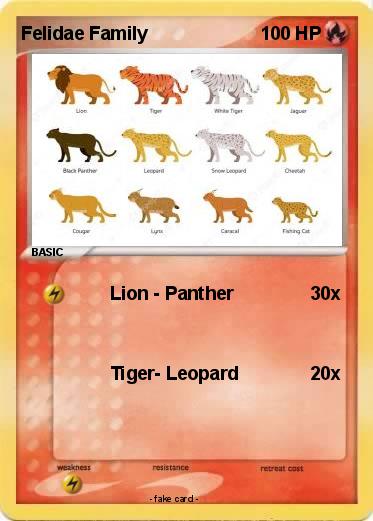 Felidae Family 100 HP
Lion Tiger White Tiger Jaguer
Black Panther Leopard Snow Leopard Cheetah
Cougar Lynx Caracal Fishing Cat
BASIC
Lion - Panther 30x
Tiger- Leopard 20x
weakness resistance retreat cost
- fake card -